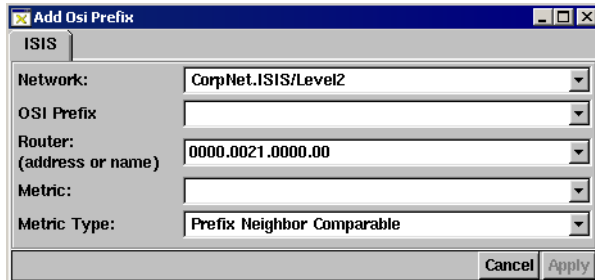 Add Osi Prefix
ISIS
Network: CorpNet.ISIS/Level2
OSI Prefix
Router:
(address or name) 0000.0021.0000.00
Metric:
Metric Type: Prefix Neighbor Comparable
Cancel Apply